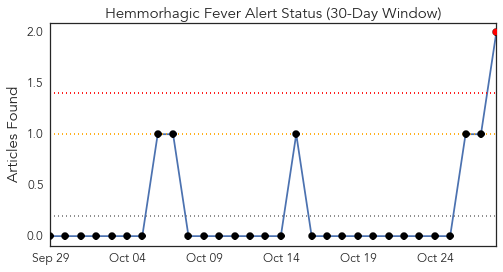 Hemmorhagic Fever Alert Status (30-Day Window)
Articles Found
2.0
1.5
1.0
0.5
0.0
Sep 29 Oct 04 Oct 09 Oct 14 Oct 19 Oct 24